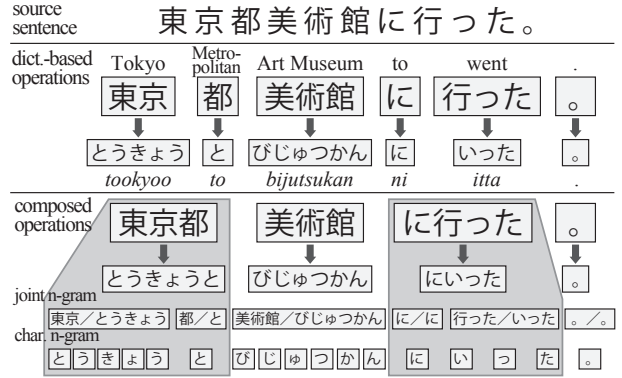 source sentence 東京都美術館に行った。
dict.-based operations
Tokyo Metro-politan Art Museum to went .
東京 都 美術館 に 行った 。
とうきょう と びじゅつかん に いった 。
tookyoo to bijutsukan ni itta .
composed operations
東京都 美術館 に行った 。
とうきょうと びじゅつかん にいった 。
joint n-gram
東京／とうきょう 都／と 美術館／びじゅつかん に／に 行った／いった 。／。
char. n-gram
と う き ょ う と び じ ゅ つ か ん に い っ た 。